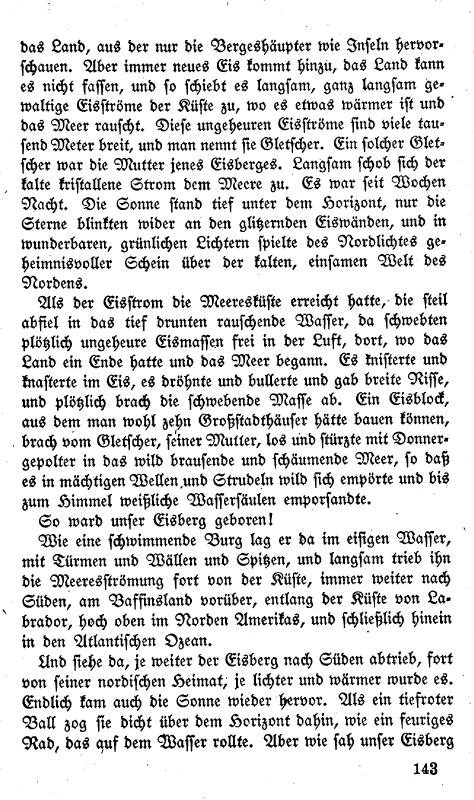 das Land, aus der nur die Bergeshäupter wie Inseln hervor-
schauen. Aber immer neues Eis kommt hinzu, das Land kann
es nicht fassen, und so schiebt es langsam, ganz langsam ge-
waltige Eisströme der Küste zu, wo es etwas wärmer ist und
das Meer rauscht. Diese ungeheuren Eisströme sind viele tau-
send Meter breit, und man nennt sie Gletscher. Ein solcher Glet-
scher war die Mutter jenes Eisberges. Langsam schob sich der
kalte kristallene Strom dem Meere zu. Es war seit Wochen
Nacht. Die Sonne stand tief unter dem Horizont, nur die
Sterne blinkten wider an den glitzernden Eiswänden, und in
wunderbaren, grünlichen Lichtern spielte des Nordlichtes ge-
heimnisvoller Schein über der kalten, einsamen Welt des
Nordens.
Als der Eisstrom die Meeresküste erreicht hatte, die steil
abfiel in das tief drunten rauschende Wasser, da schwebten
plötzlich ungeheure Eismassen frei in der Luft, dort, wo das
Land ein Ende hatte und das Meer begann. Es knisterte und
knasterte im Eis, es dröhnte und bullerte und gab breite Risse,
und plötzlich brach die schwebende Masse ab. Ein Eisblock,
aus dem man wohl zehn Großstadthäuser hätte bauen können,
brach vom Gletscher, seiner Mutter, los und stürzte mit Donner-
gepolter in das wild brausende und schäumende Meer, so daß
es in mächtigen Wellen und Strudeln wild sich empörte und bis
zum Himmel weißliche Wassersäulen emporsandte.
So ward unser Eisberg geboren!
Wie eine schwimmende Burg lag er da im eisigen Wasser,
mit Türmen und Wällen und Spitzen, und langsam trieb ihn
die Meeresströmung fort von der Küste, immer weiter nach
Süden, am Baffinsland vorüber, entlang der Küste von La-
brador, hoch oben im Norden Amerikas, und schließlich hinein
in den Atlantischen Ozean.
Und siehe da, je weiter der Eisberg nach Süden abtrieb, fort
von seiner nordischen Heimat, je lichter und wärmer wurde es.
Endlich kam auch die Sonne wieder hervor. Als ein tiefroter
Ball zog sie dicht über dem Horizont dahin, wie ein feuriges
Rad, das auf dem Wasser rollte. Aber wie sah unser Eisberg
143